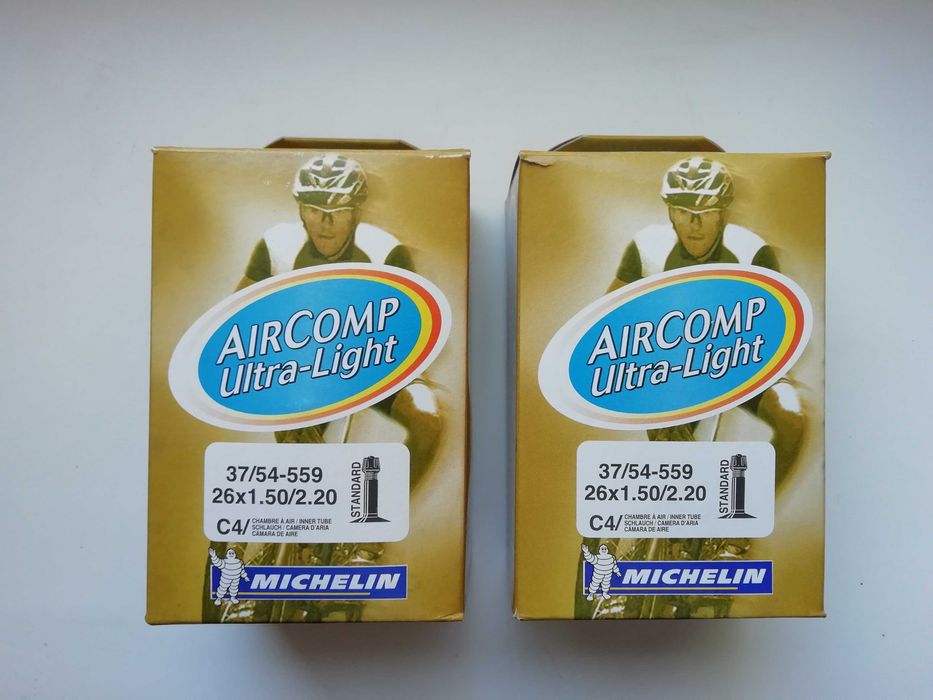 AIRCOMP
Ultra-Light
37/54-559
26x1.50/2.20
STANDARD
C4/
CHAMBRE À AIR / INNER TUBE
SCHLAUCH / CAMERA D'ARIA
CÁMARA DE AIRE
MICHELIN
AIRCOMP
Ultra-Light
37/54-559
26x1.50/2.20
STANDARD
C4/
CHAMBRE À AIR / INNER TUBE
SCHLAUCH / CAMERA D'ARIA
CÁMARA DE AIRE
MICHELIN